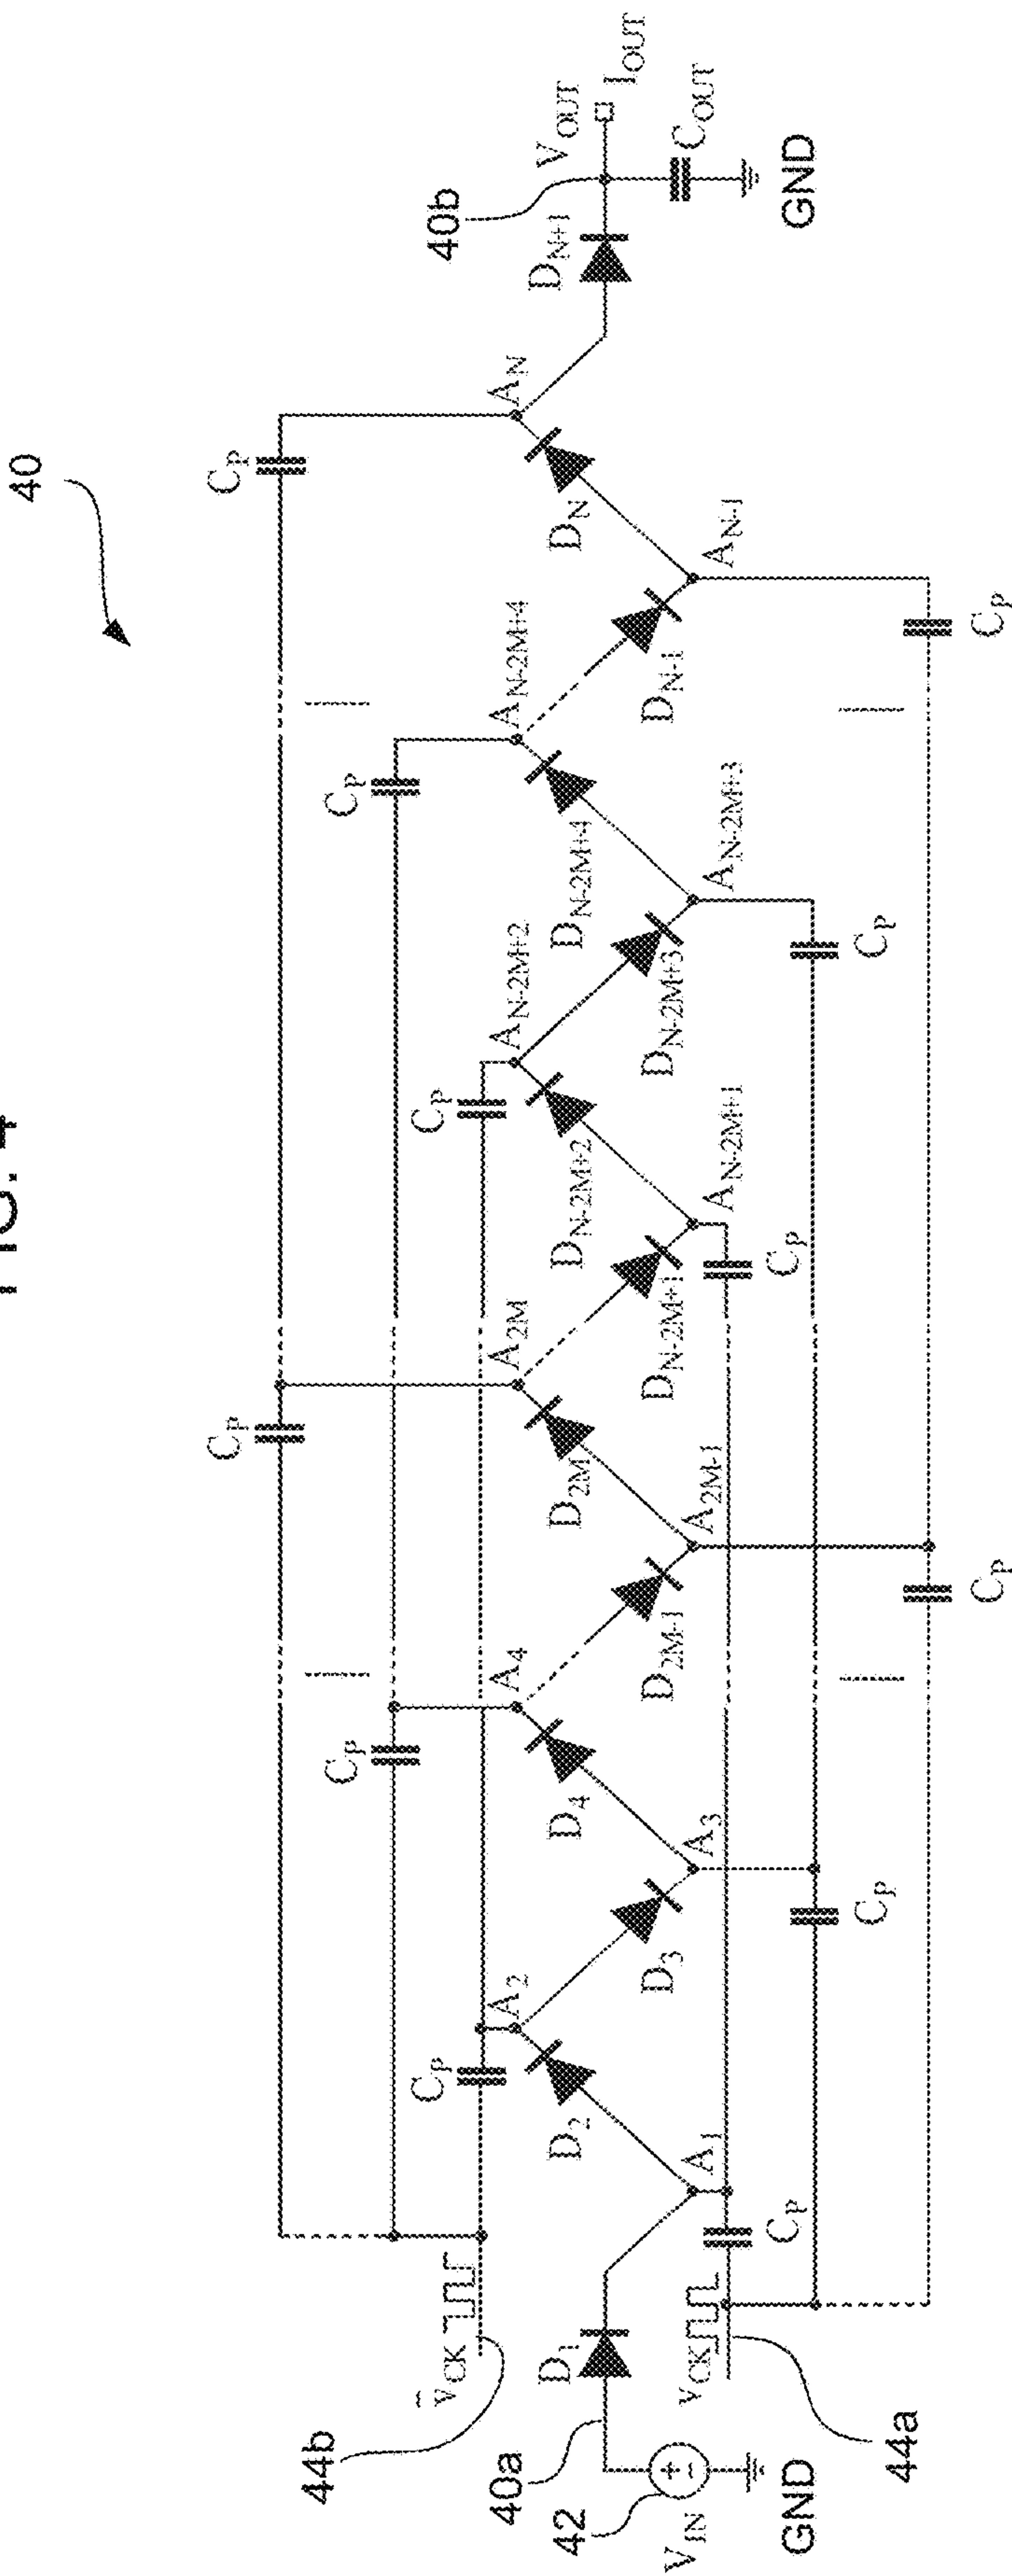 FIG. 4
40
C_P
C_P
C_P
C_P
C_P
C_P
44b
V̄_CK
A_2
A_4
A_2M
A_N-2M+2
A_N-2M+4
A_N
40b
V_OUT
I_OUT
D_2
D_4
D_2M
D_N-2M+2
D_N-2M+4
D_N
D_N+1
40a
D_1
42
C_OUT
V_IN
D_3
D_2M-1
D_N-2M+1
D_N-2M+3
D_N-1
V_CK
A_1
A_3
A_2M-1
A_N-2M+1
A_N-2M+3
A_N-1
GND
GND
44a
C_P
C_P
C_P
C_P
C_P
C_P